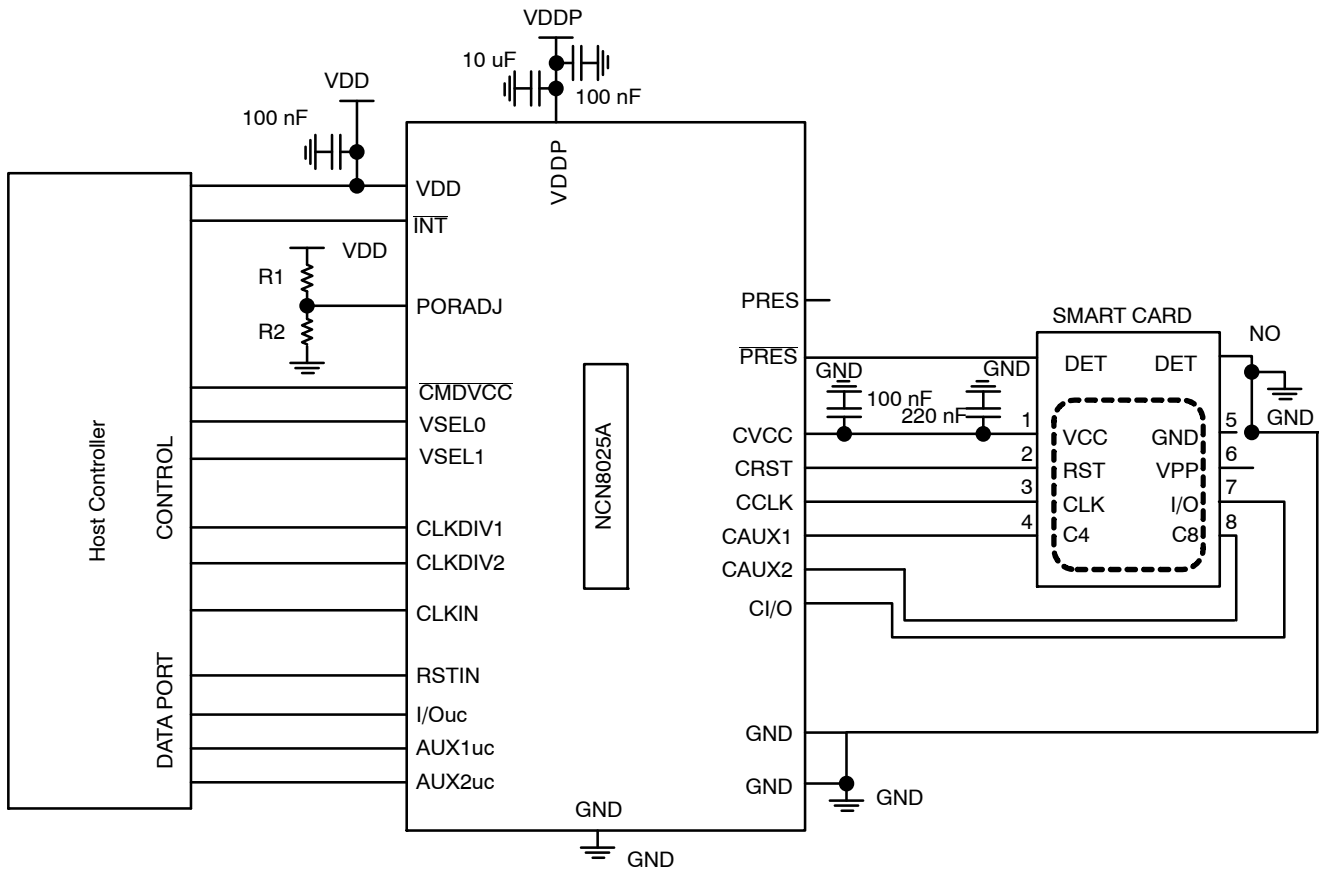 VDDP
10 uF
100 nF
VDD
100 nF
VDDP
VDD
INT
VDD
R1
R2
PORADJ
CMDVCC
VSEL0
VSEL1
CLKDIV1
CLKDIV2
CLKIN
RSTIN
I/Ouc
AUX1uc
AUX2uc
Host Controller
CONTROL
DATA PORT
NCN8025A
PRES
PRES
CVCC
CRST
CCLK
CAUX1
CAUX2
CI/O
GND
GND
GND
GND
GND
GND
100 nF
GND
220 nF
SMART CARD
NO
DET
DET
GND
1
VCC
GND
5
2
RST
VPP
6
3
CLK
I/O
7
4
C4
C8
8